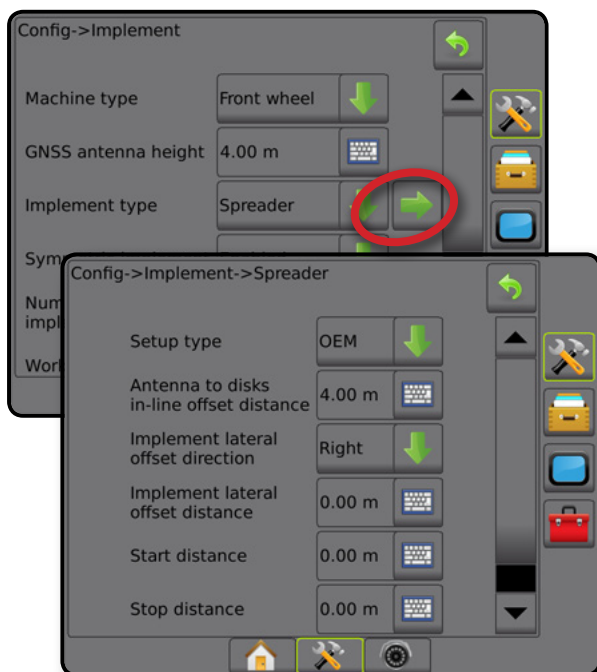 Config->Implement
Machine type
Front wheel
GNSS antenna height
4.00 m
Implement type
Spreader
Config->Implement->Spreader
Setup type
OEM
Antenna to disks
in-line offset distance
4.00 m
Implement lateral
offset direction
Right
Implement lateral
offset distance
0.00 m
Start distance
0.00 m
Stop distance
0.00 m